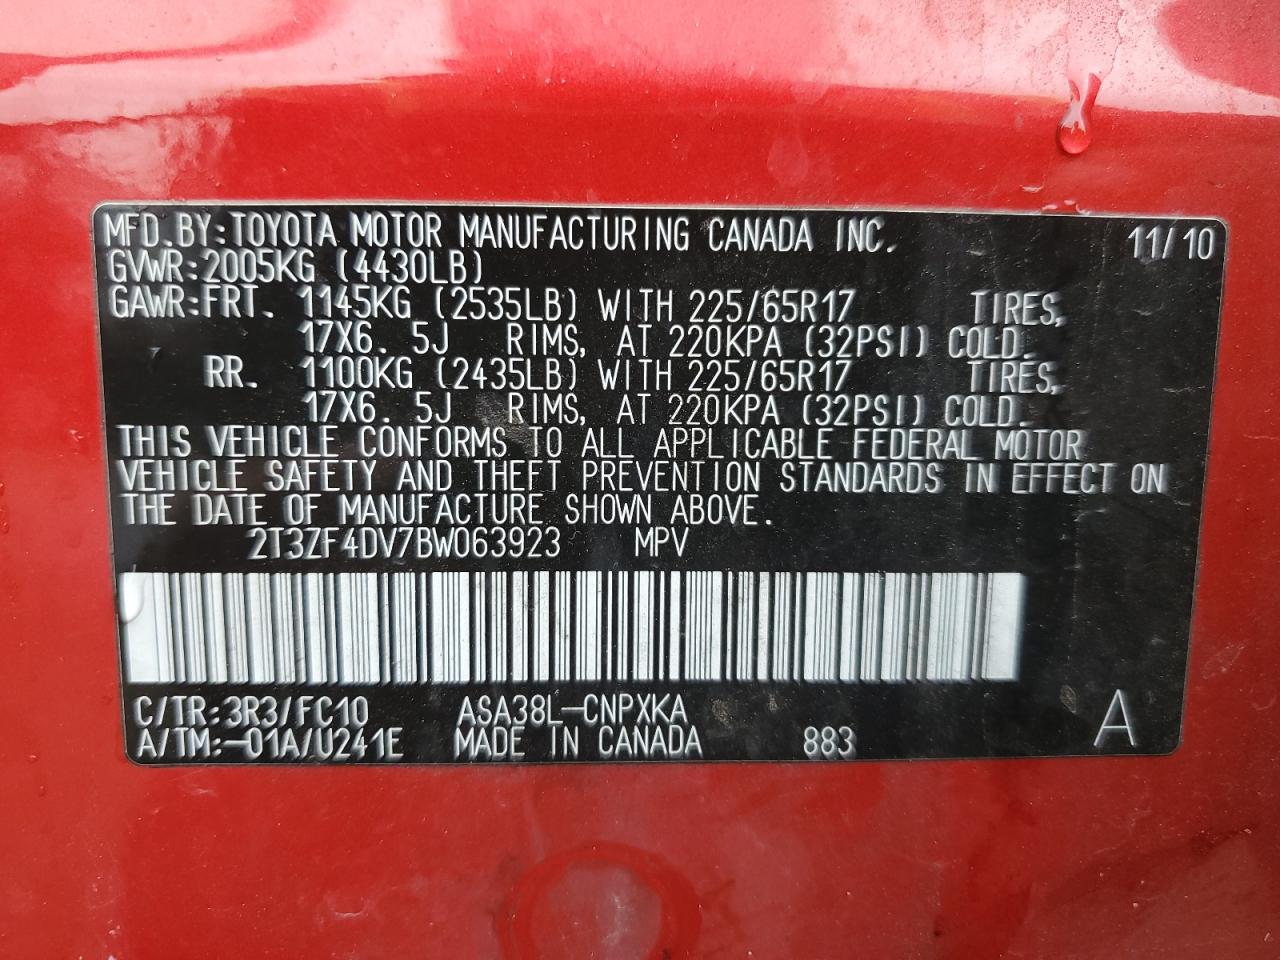 MFD.BY:TOYOTA MOTOR MANUFACTURING CANADA INC. 11/10
GVWR:2005KG (4430LB)
GAWR:FRT. 1145KG (2535LB) WITH 225/65R17 TIRES,
17X6.5J RIMS, AT 220KPA (32PSI) COLD.
RR. 1100KG (2435LB) WITH 225/65R17 TIRES,
17X6.5J RIMS, AT 220KPA (32PSI) COLD.
THIS VEHICLE CONFORMS TO ALL APPLICABLE FEDERAL MOTOR
VEHICLE SAFETY AND THEFT PREVENTION STANDARDS IN EFFECT ON
THE DATE OF MANUFACTURE SHOWN ABOVE.
2T3ZF4DV7BW063923 MPV
C/TR:3R3/FC10 ASA38L-CNPXKA A
A/TM:-01A/U241E MADE IN CANADA 883